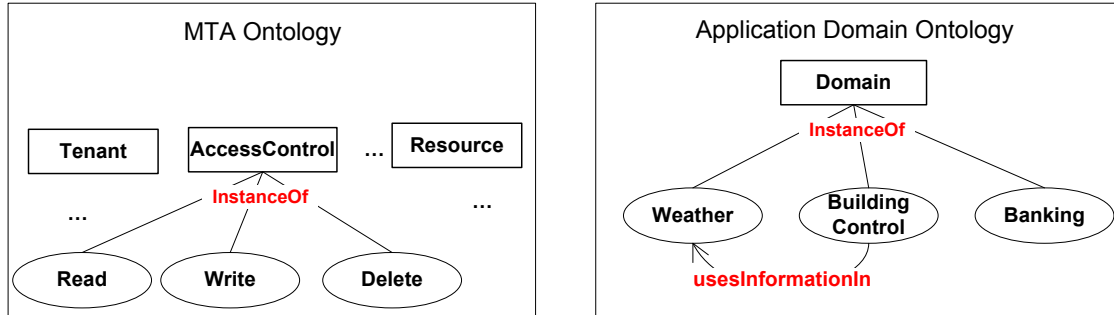 MTA Ontology
Tenant
AccessControl
...
Resource
InstanceOf
...
...
Read
Write
Delete
Application Domain Ontology
Domain
InstanceOf
Weather
Building
Control
Banking
usesInformationIn